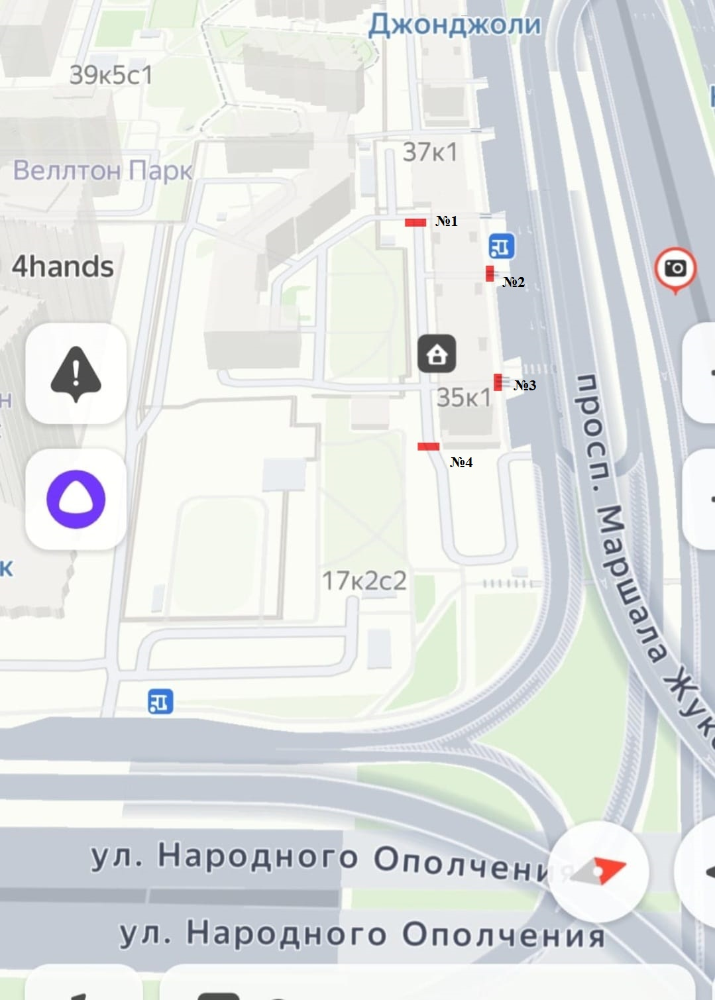 Джонджоли
39к5с1
37к1
Веллтон Парк
№1
4hands
№2
№3
35к1
№4
просп. Маршала Жук
17к2с2
ул. Народного Ополчения
ул. Народного Ополчения